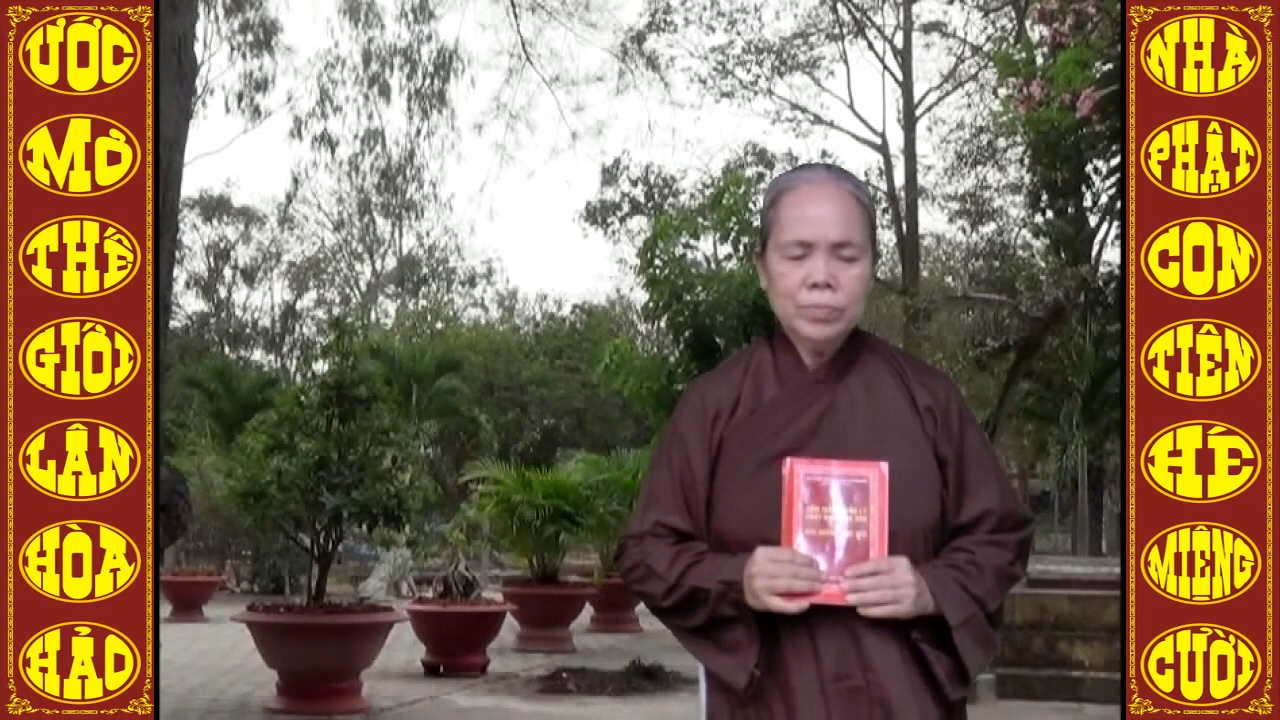 ƯỚC
MƠ
THẾ
GIỚI
LÂN
HÒA
HẢO
NHÀ
PHẬT
CON
TIÊN
HÉ
MIỆNG
CƯỜI